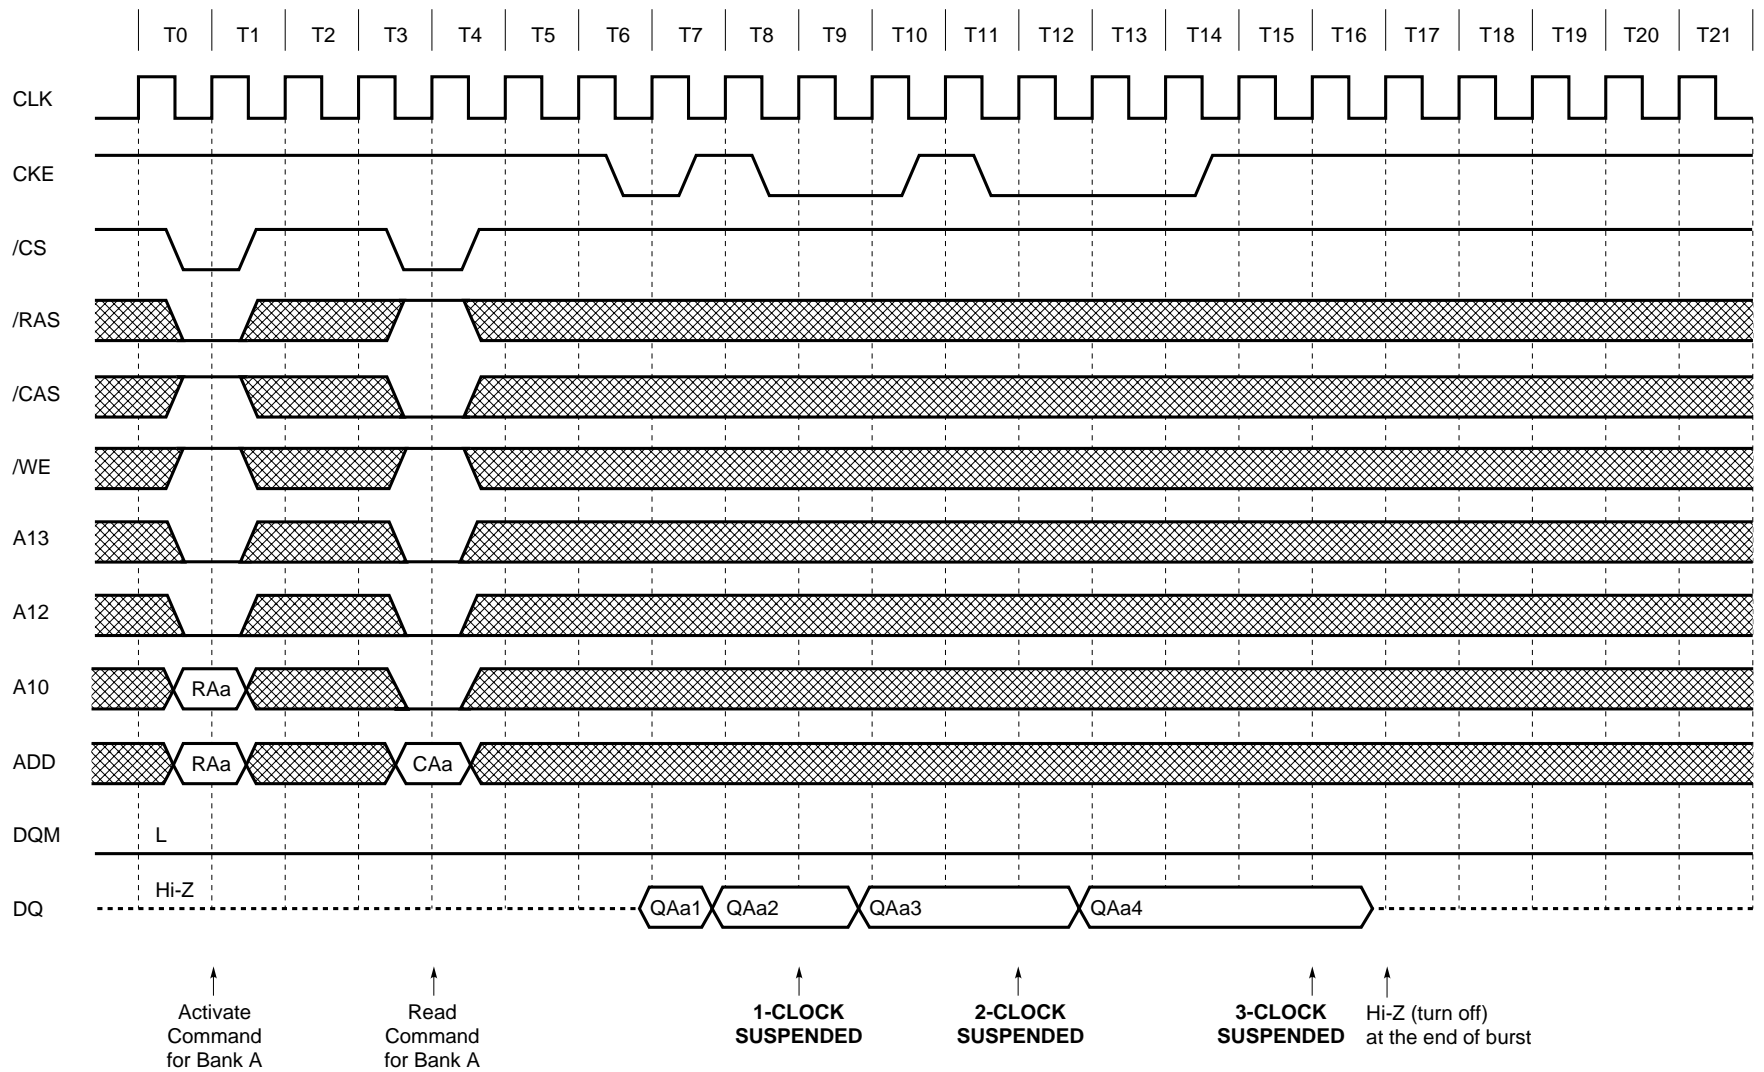 T0 T1 T2 T3 T4 T5 T6 T7 T8 T9 T10 T11 T12 T13 T14 T15 T16 T17 T18 T19 T20 T21
CLK
CKE
/CS
/RAS
/CAS
/WE
A13
A12
A10 RAa
ADD RAa CAa
DQM L
Hi-Z
DQ QAa1 QAa2 QAa3 QAa4
Activate
Command
for Bank A
Read
Command
for Bank A
1-CLOCK
SUSPENDED
2-CLOCK
SUSPENDED
3-CLOCK
SUSPENDED
Hi-Z (turn off)
at the end of burst